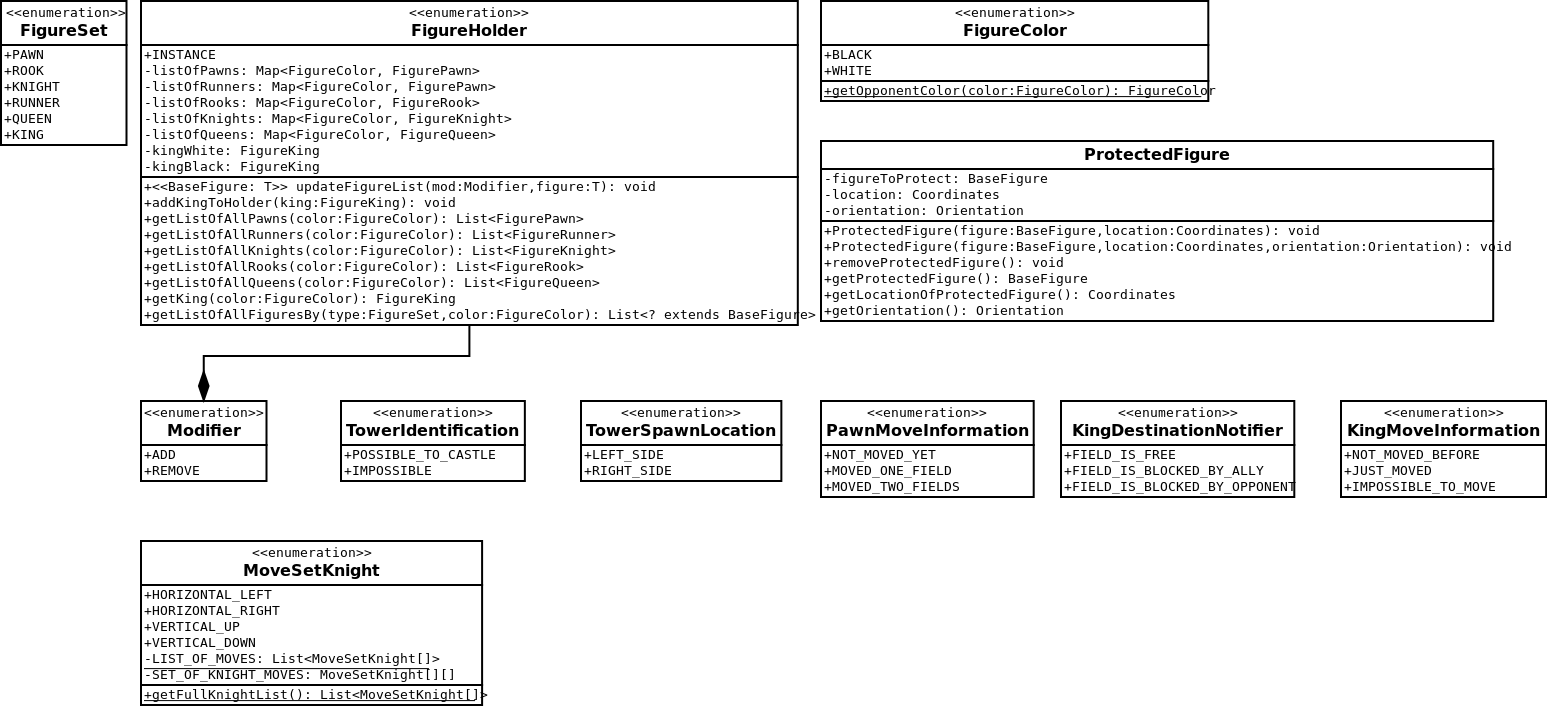 <<enumeration>>
FigureSet
+PAWN
+ROOK
+KNIGHT
+RUNNER
+QUEEN
+KING
<<enumeration>>
FigureHolder
+INSTANCE
-listOfPawns: Map<FigureColor, FigurePawn>
-listOfRunners: Map<FigureColor, FigurePawn>
-listOfRooks: Map<FigureColor, FigureRook>
-listOfKnights: Map<FigureColor, FigureKnight>
-listOfQueens: Map<FigureColor, FigureQueen>
-kingWhite: FigureKing
-kingBlack: FigureKing
+<<BaseFigure: T>> updateFigureList(mod:Modifier,figure:T): void
+addKingToHolder(king:FigureKing): void
+getListOfAllPawns(color:FigureColor): List<FigurePawn>
+getListOfAllRunners(color:FigureColor): List<FigureRunner>
+getListOfAllKnights(color:FigureColor): List<FigureKnight>
+getListOfAllRooks(color:FigureColor): List<FigureRook>
+getListOfAllQueens(color:FigureColor): List<FigureQueen>
+getKing(color:FigureColor): FigureKing
+getListOfAllFiguresBy(type:FigureSet,color:FigureColor): List<? extends BaseFigure>
<<enumeration>>
FigureColor
+BLACK
+WHITE
+getOpponentColor(color:FigureColor): FigureColor
ProtectedFigure
-figureToProtect: BaseFigure
-location: Coordinates
-orientation: Orientation
+ProtectedFigure(figure:BaseFigure,location:Coordinates): void
+ProtectedFigure(figure:BaseFigure,location:Coordinates,orientation:Orientation): void
+removeProtectedFigure(): void
+getProtectedFigure(): BaseFigure
+getLocationOfProtectedFigure(): Coordinates
+getOrientation(): Orientation
<<enumeration>>
Modifier
+ADD
+REMOVE
<<enumeration>>
TowerIdentification
+POSSIBLE_TO_CASTLE
+IMPOSSIBLE
<<enumeration>>
TowerSpawnLocation
+LEFT_SIDE
+RIGHT_SIDE
<<enumeration>>
PawnMoveInformation
+NOT_MOVED_YET
+MOVED_ONE_FIELD
+MOVED_TWO_FIELDS
<<enumeration>>
KingDestinationNotifier
+FIELD_IS_FREE
+FIELD_IS_BLOCKED_BY_ALLY
+FIELD_IS_BLOCKED_BY_OPPONENT
<<enumeration>>
KingMoveInformation
+NOT_MOVED_BEFORE
+JUST_MOVED
+IMPOSSIBLE_TO_MOVE
<<enumeration>>
MoveSetKnight
+HORIZONTAL_LEFT
+HORIZONTAL_RIGHT
+VERTICAL_UP
+VERTICAL_DOWN
-LIST_OF_MOVES: List<MoveSetKnight[]>
-SET_OF_KNIGHT_MOVES: MoveSetKnight[][]
+getFullKnightList(): List<MoveSetKnight[]>